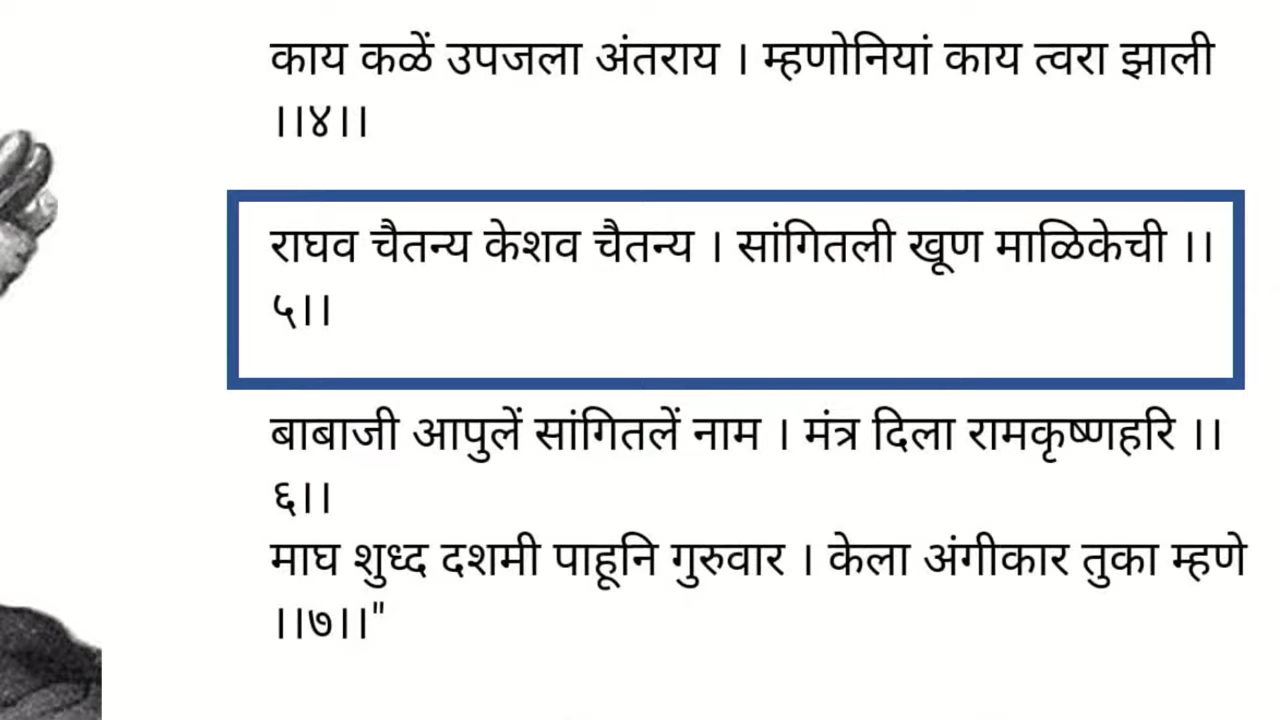 काय कळें उपजला अंतराय । म्हणोनियां काय त्वरा झाली
।।४।।
राघव चैतन्य केशव चैतन्य । सांगितली खूण माळिकेची ।।
५।।
बाबाजी आपुलें सांगितलें नाम । मंत्र दिला रामकृष्णहरि ।।
६।।
माघ शुध्द दशमी पाहूनि गुरुवार । केला अंगीकार तुका म्हणे
।।७।।"